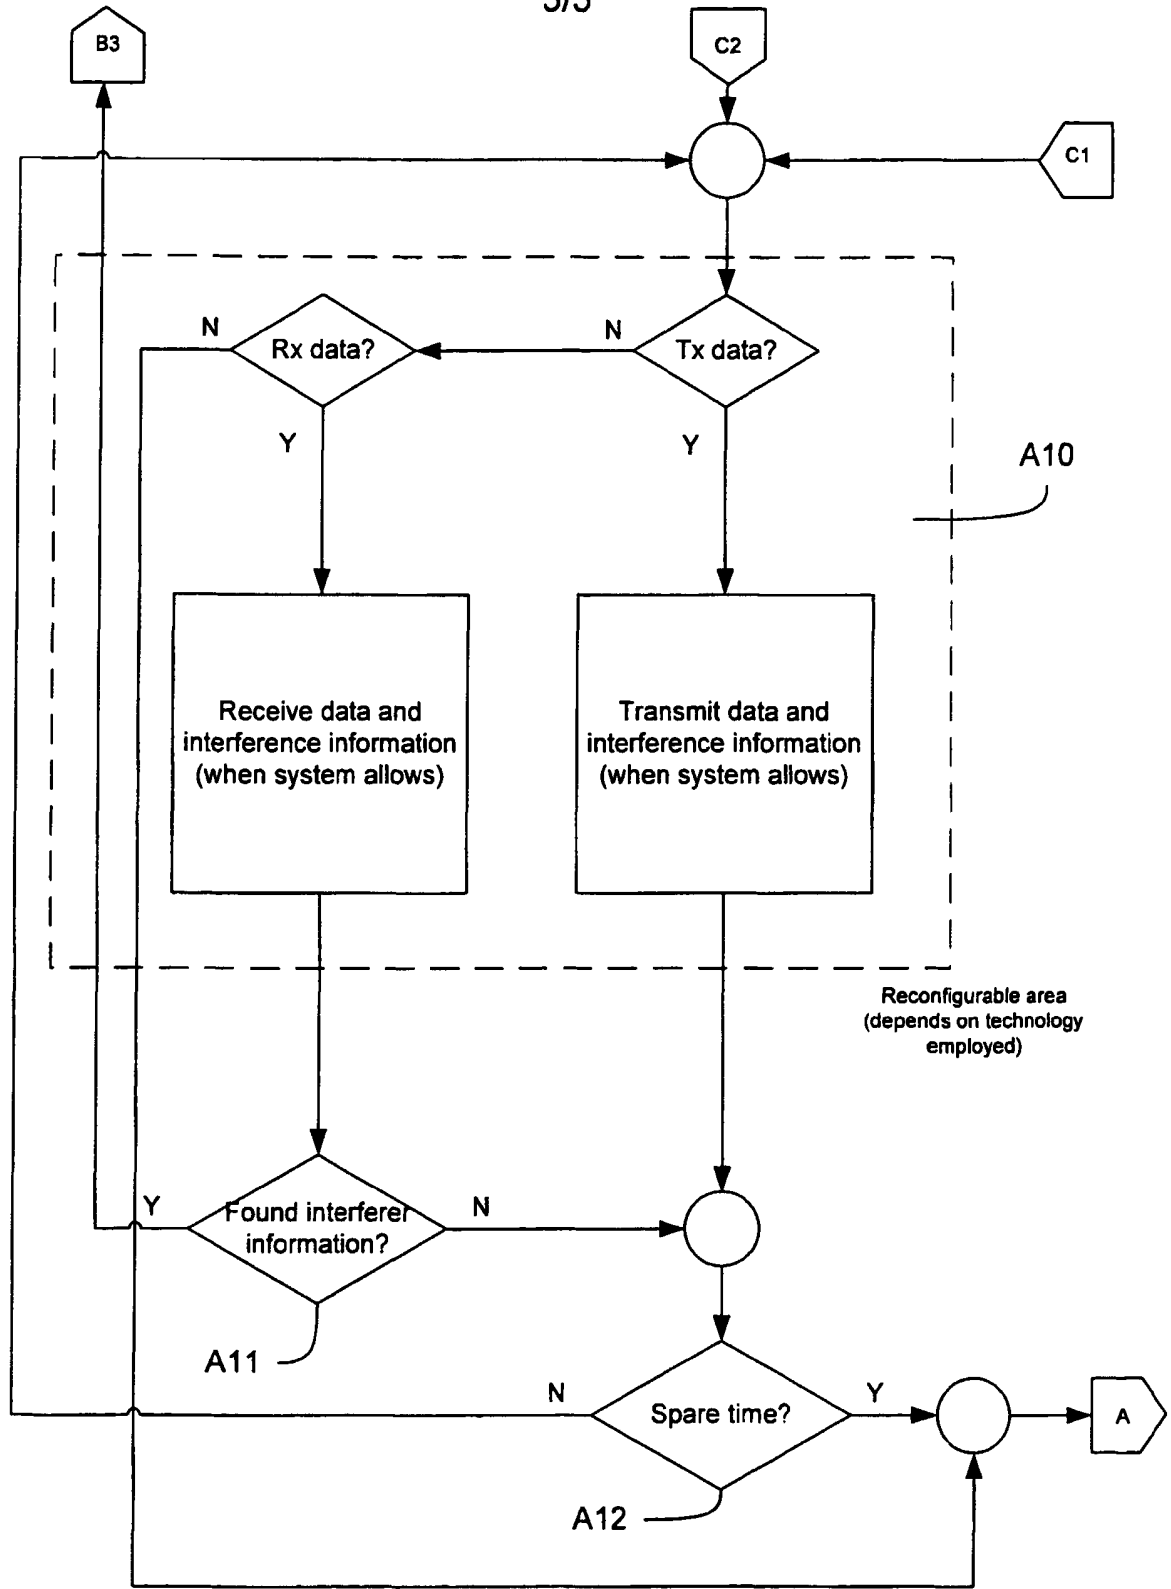 B3
C2
C1
N
Rx data?
N
Tx data?
Y
Y
A10
Receive data and
interference information
(when system allows)
Transmit data and
interference information
(when system allows)
Reconfigurable area
(depends on technology
employed)
Y
Found interferer
information?
N
A11
N
Spare time?
Y
A
A12